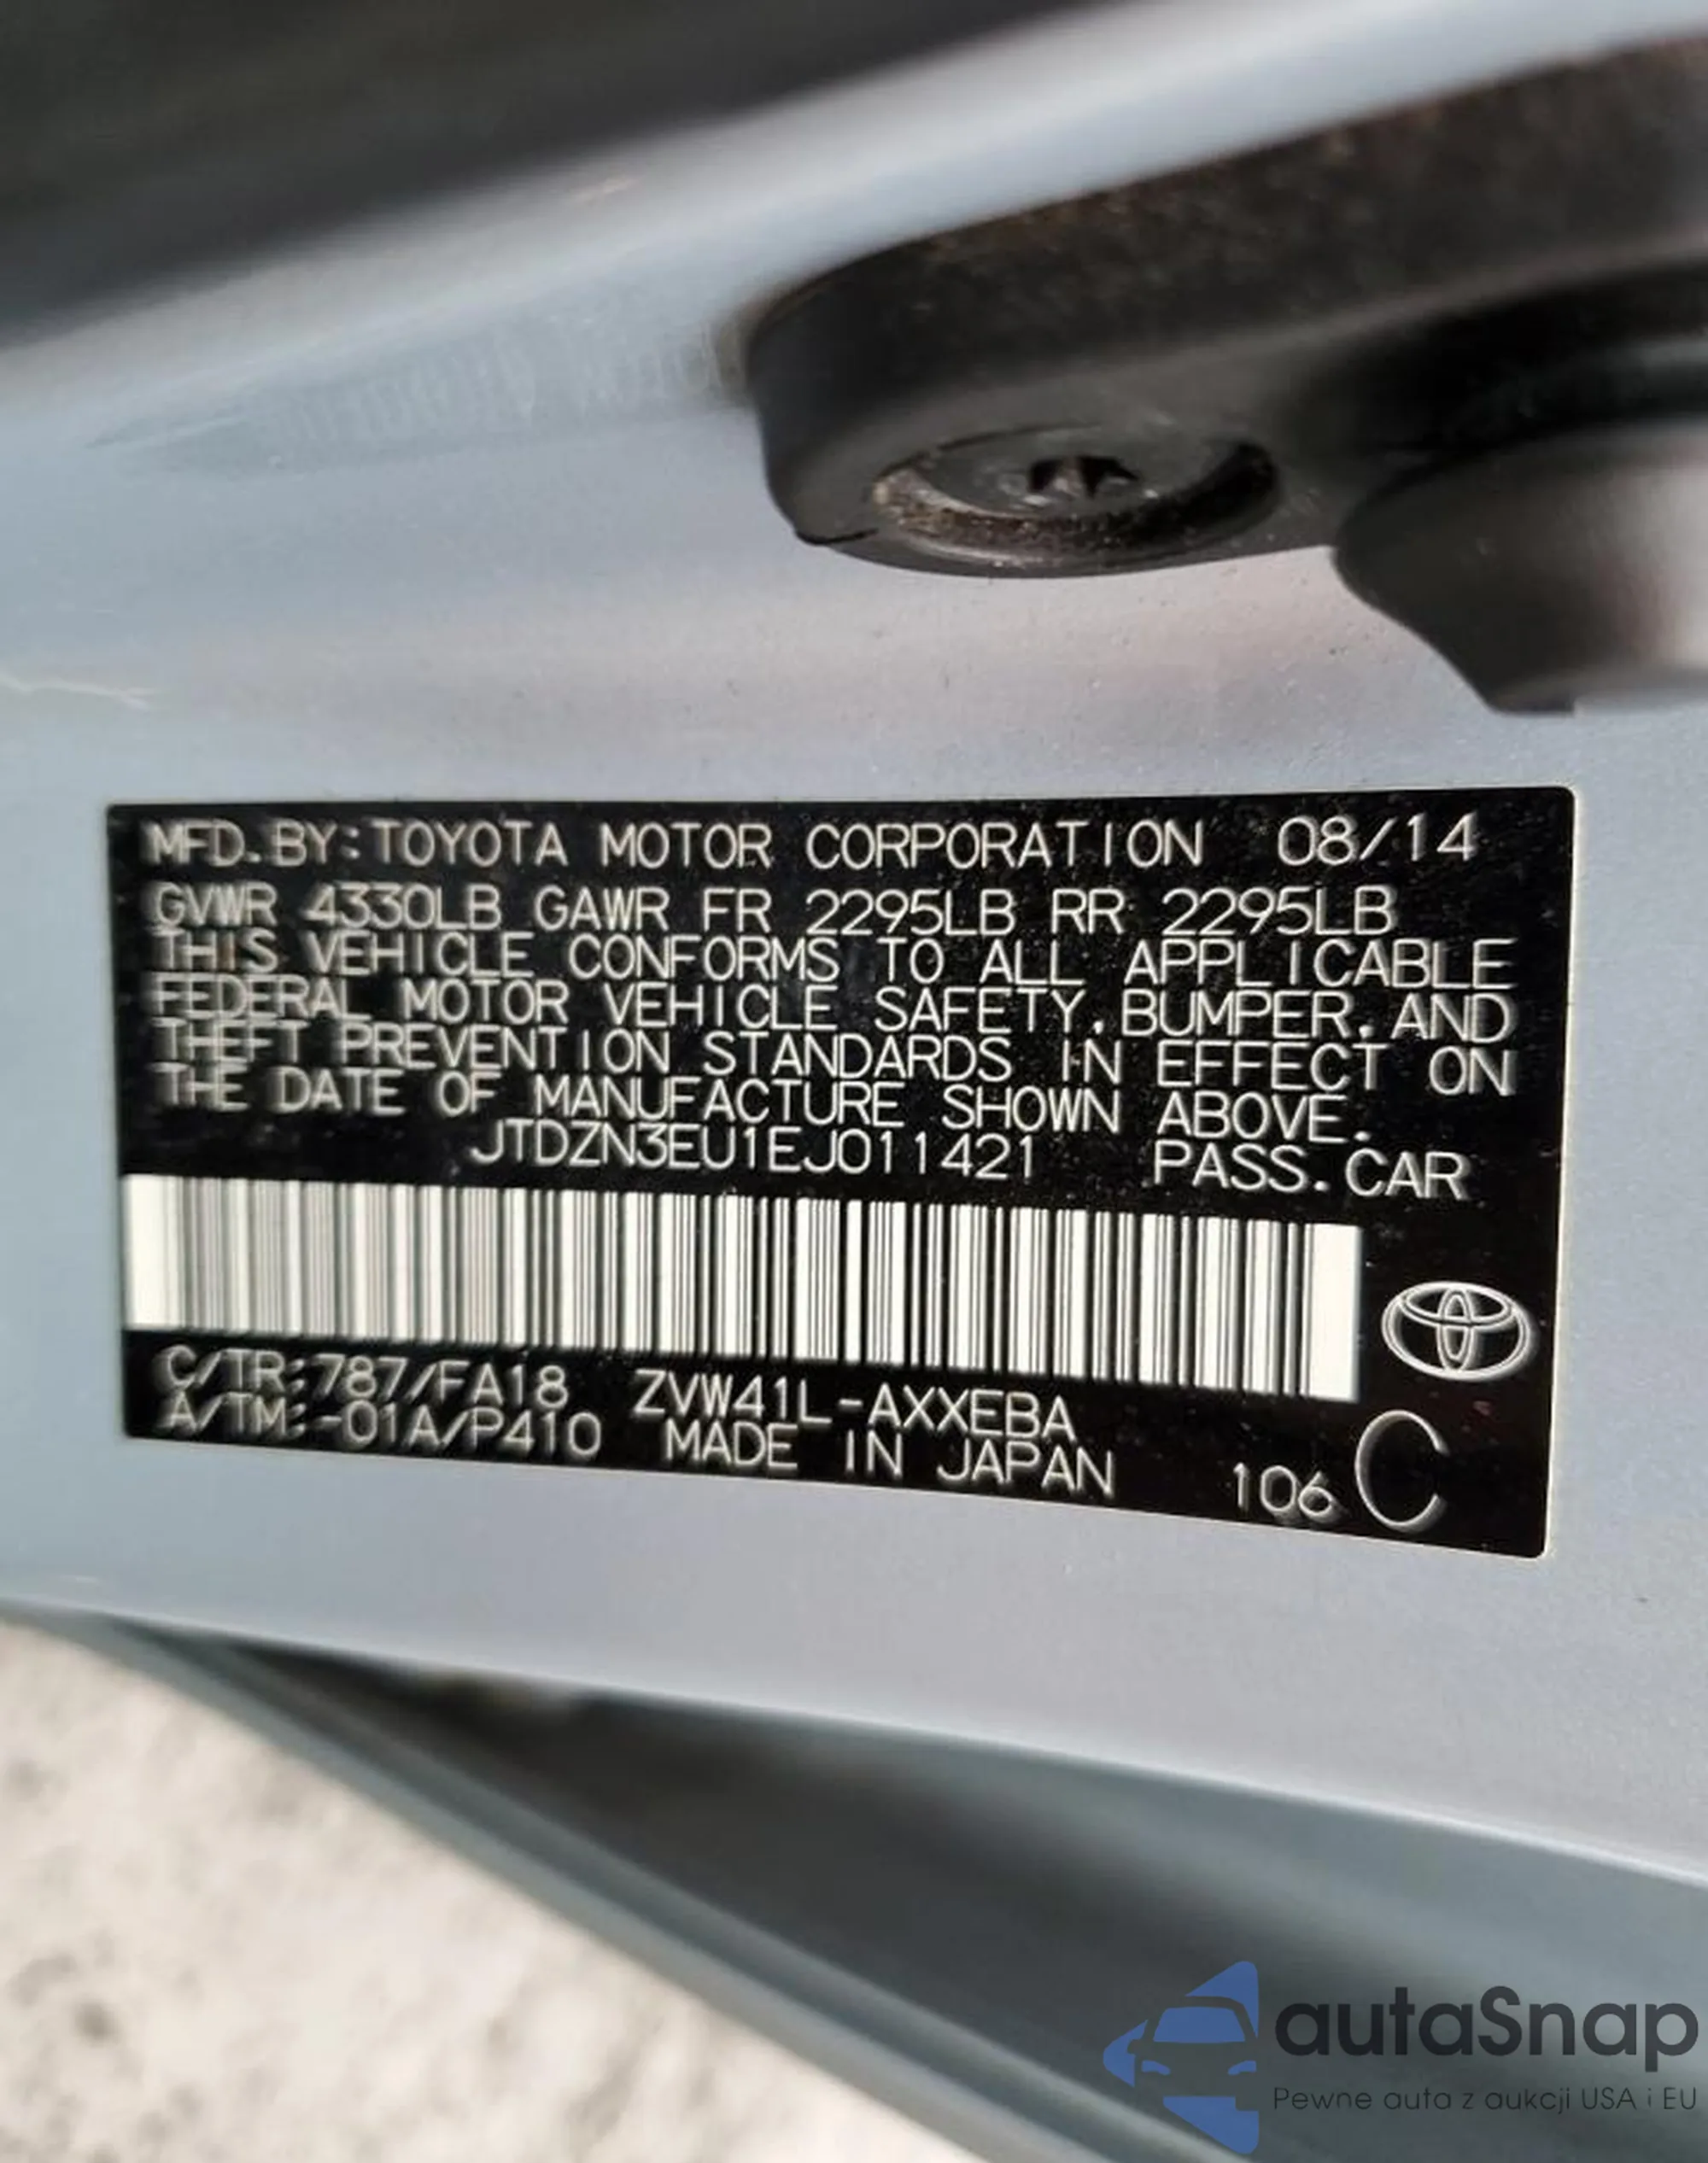 MFD.BY:TOYOTA MOTOR CORPORATION 08/14
GVWR 4330LB GAWR FR 2295LB RR 2295LB
THIS VEHICLE CONFORMS TO ALL APPLICABLE
FEDERAL MOTOR VEHICLE SAFETY,BUMPER,AND
THEFT PREVENTION STANDARDS IN EFFECT ON
THE DATE OF MANUFACTURE SHOWN ABOVE.
JTDZN3EU1EJ011421 PASS.CAR
C/TR:787/FA18 ZVW41L-AXXEBA
A/TM:-01A/P410 MADE IN JAPAN
106 C
autaSnap
Pewne auta z aukcji USA i EU